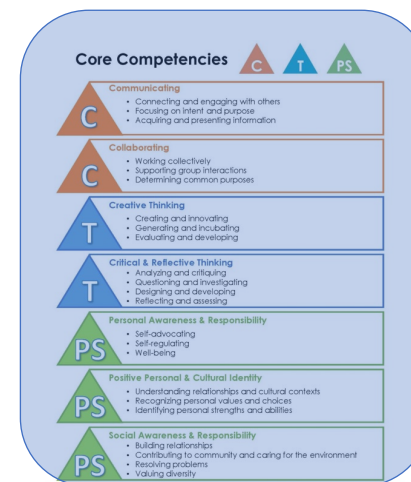 Core Competencies C T PS
Communicating
• Connecting and engaging with others
• Focusing on intent and purpose
• Acquiring and presenting information
C
Collaborating
• Working collectively
• Supporting group interactions
• Determining common purposes
C
Creative Thinking
• Creating and innovating
• Generating and incubating
• Evaluating and developing
T
Critical & Reflective Thinking
• Analyzing and critiquing
• Questioning and investigating
• Designing and developing
• Reflecting and assessing
T
Personal Awareness & Responsibility
• Self-advocating
• Self-regulating
• Well-being
PS
Positive Personal & Cultural Identity
• Understanding relationships and cultural contexts
• Recognizing personal values and choices
• Identifying personal strengths and abilities
PS
Social Awareness & Responsibility
• Building relationships
• Contributing to community and caring for the environment
• Resolving problems
• Valuing diversity
PS